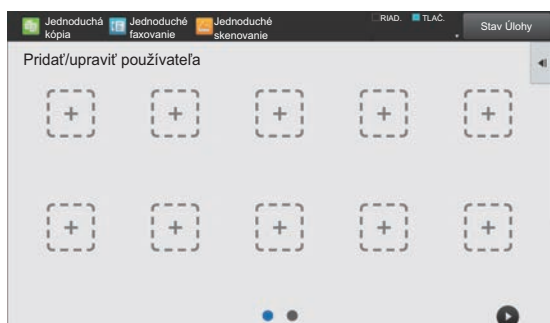 Jednoduchá
kópia
Jednoduché
faxovanie
Jednoduché
skenovanie
RIAD.
TLAČ.
Stav Úlohy
Pridať/upraviť používateľa